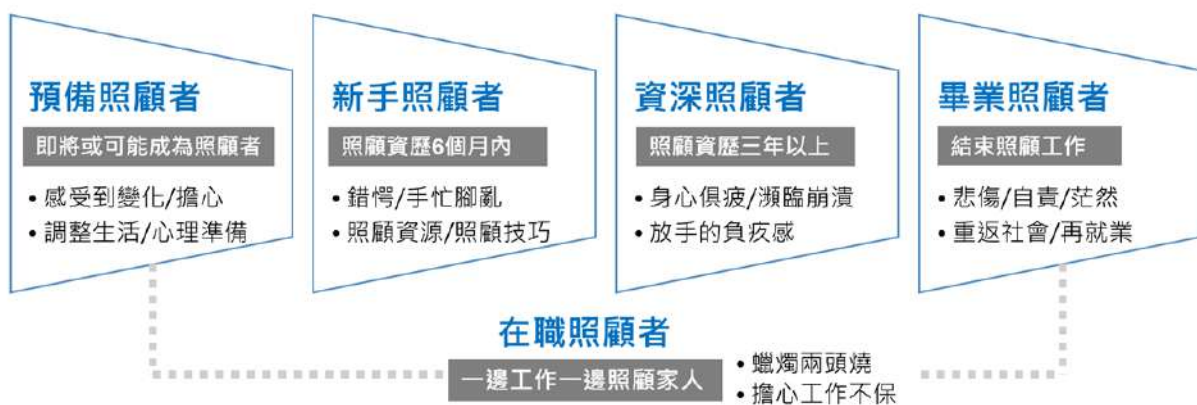 預備照顧者
即將或可能成為照顧者
• 感受到變化/擔心
• 調整生活/心理準備
新手照顧者
照顧資歷6個月內
• 錯愕/手忙腳亂
• 照顧資源/照顧技巧
資深照顧者
照顧資歷三年以上
• 身心俱疲/瀕臨崩潰
• 放手的負疚感
畢業照顧者
結束照顧工作
• 悲傷/自責/茫然
• 重返社會/再就業
在職照顧者
一邊工作一邊照顧家人
• 蠟燭兩頭燒
• 擔心工作不保